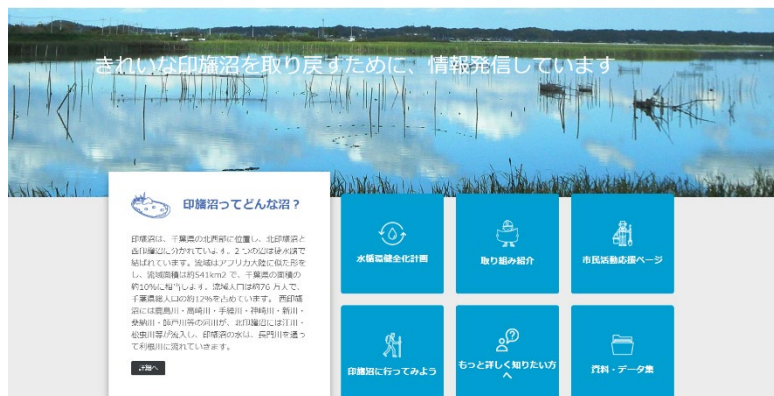 きれいな印旛沼を取り戻すために、情報発信しています
印旛沼ってどんな沼？
印旛沼は、千葉県の北西部に位置し、北印旛沼と
西印旛沼に分かれています。2つの沼は捷水路で
結ばれています。流域はアフリカ大陸に似た形を
し、流域面積は約541km2 で、千葉県の面積の
約10%に相当します。流域人口は約76 万人で、
千葉県総人口の約12%を占めています。 西印旛
沼には鹿島川・高崎川・手繰川・神崎川・新川・
桑納川・師戸川等の河川が、北印旛沼には江川・
松虫川等が流入し、印旛沼の水は、長門川を通っ
て利根川に流れていきます。
詳細へ
水循環健全化計画
取り組み紹介
市民活動応援ページ
印旛沼に行ってみよう
もっと詳しく知りたい方
へ
資料・データ集